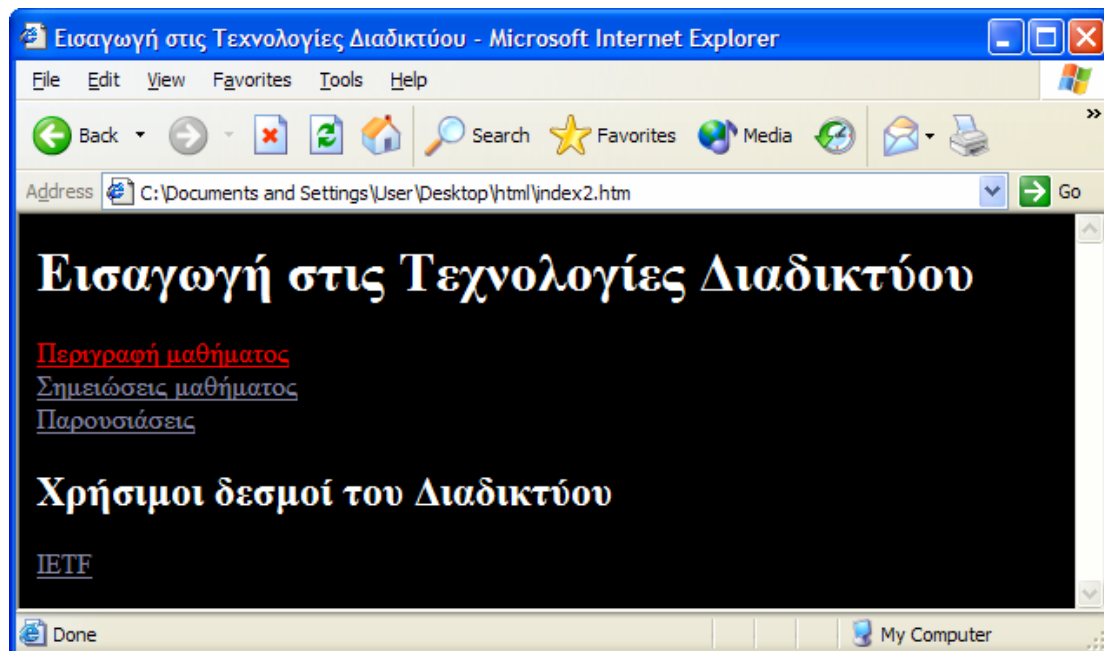 Εισαγωγή στις Τεχνολογίες Διαδικτύου - Microsoft Internet Explorer
File Edit View Favorites Tools Help
Back Search Favorites Media »
Address C:\Documents and Settings\User\Desktop\html\index2.htm Go
Εισαγωγή στις Τεχνολογίες Διαδικτύου
Περιγραφή μαθήματος
Σημειώσεις μαθήματος
Παρουσιάσεις
Χρήσιμοι δεσμοί του Διαδικτύου
IETF
Done My Computer